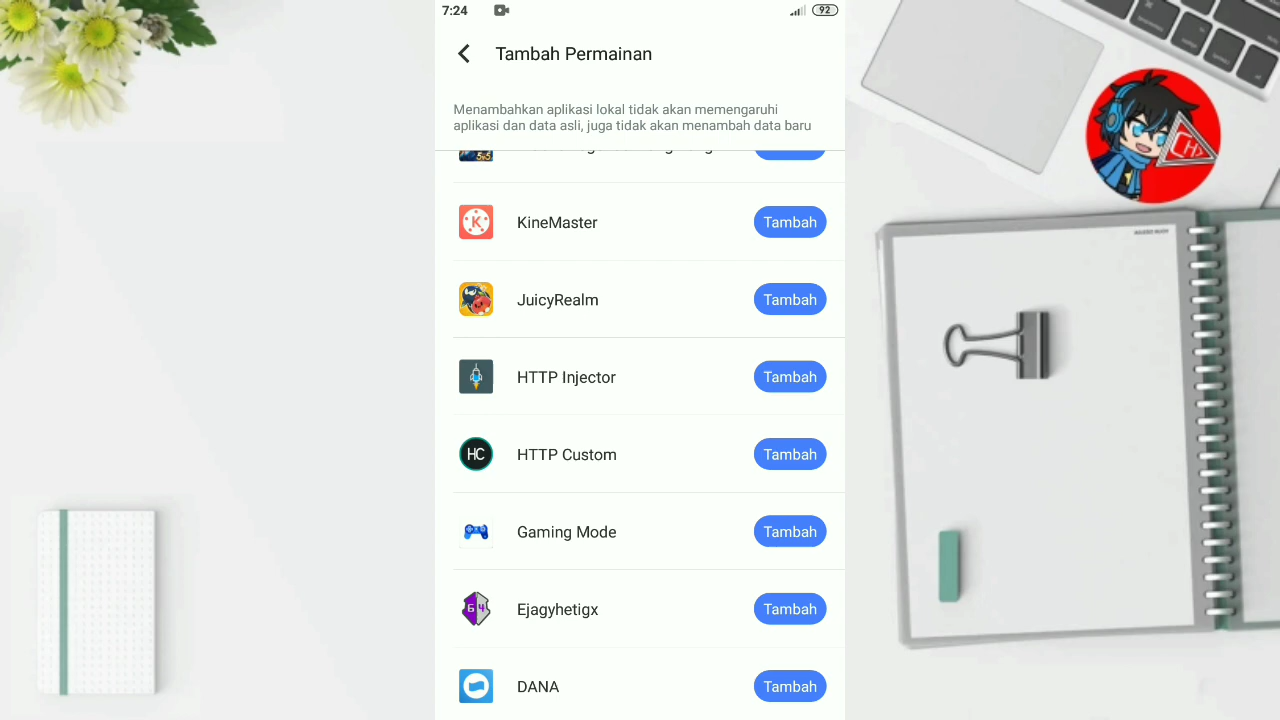 7:24
92
Tambah Permainan
Menambahkan aplikasi lokal tidak akan memengaruhi
aplikasi dan data asli, juga tidak akan menambah data baru
5v5
KineMaster
Tambah
JuicyRealm
Tambah
HTTP Injector
Tambah
HC
HTTP Custom
Tambah
Gaming Mode
Tambah
64
Ejagyhetigx
Tambah
DANA
Tambah